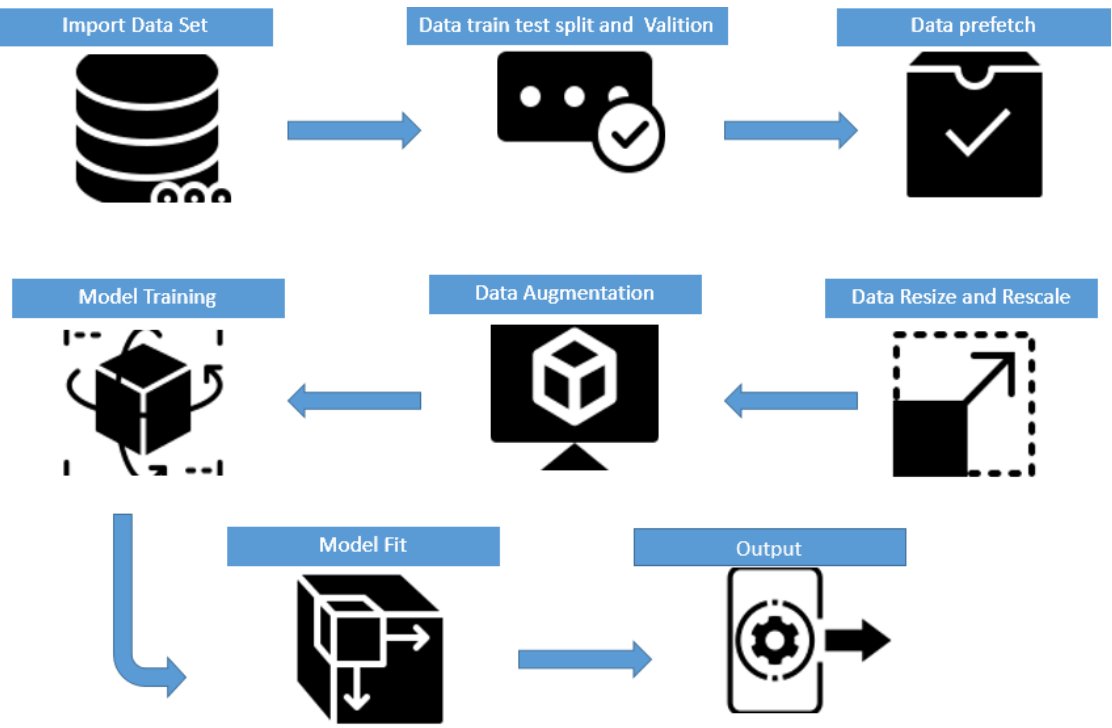 Import Data Set
Data train test split and  Valition
Data prefetch
Model Training
Data Augmentation
Data Resize and Rescale
Model Fit
Output